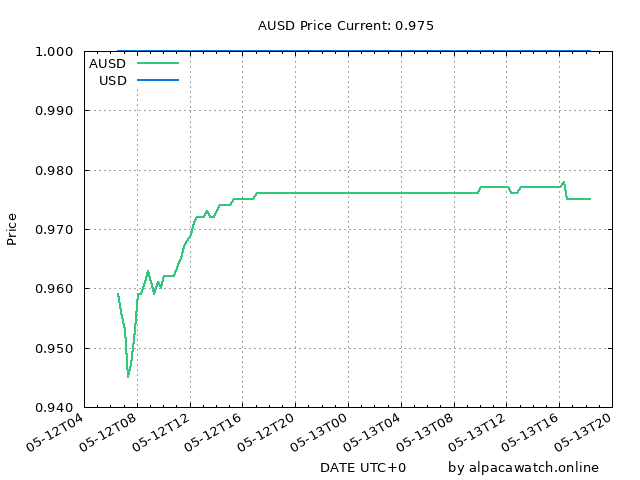 AUSD Price Current: 0.975
1.000
AUSD
USD
0.990
0.980
0.970
Price
0.960
0.950
0.940
05-12T04
05-12T08
05-12T12
05-12T16
05-12T20
05-13T00
05-13T04
05-13T08
05-13T12
05-13T16
05-13T20
DATE UTC+0
by alpacawatch.online